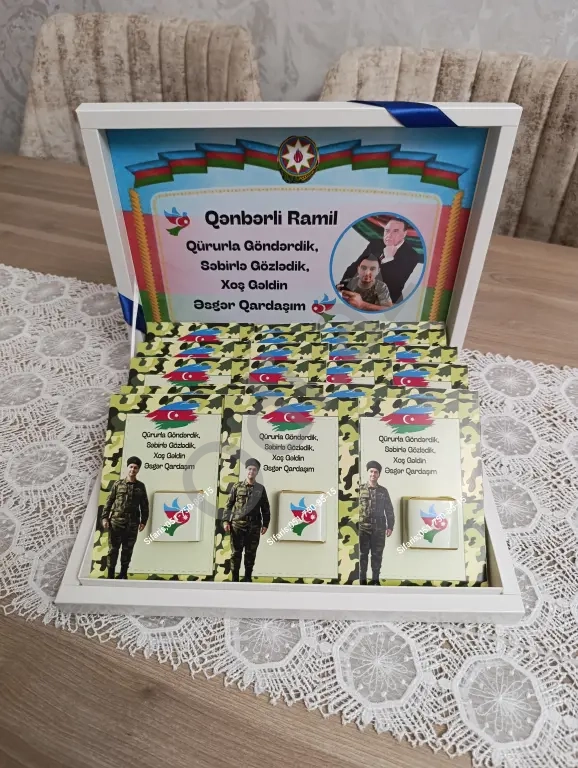 Qənbərli Ramil
Qürurla Göndərdik,
Səbirlə Gözlədik,
Xoş Gəldin
Əsgər Qardaşım
Qürurla Göndərdik,
Səbirlə Gözlədik,
Xoş Gəldin
Əsgər Qardaşım
Qürurla Göndərdik,
Səbirlə Gözlədik,
Xoş Gəldin
Əsgər Qardaşım
Qürurla Göndərdik,
Səbirlə Gözlədik,
Xoş Gəldin
Əsgər Qardaşım